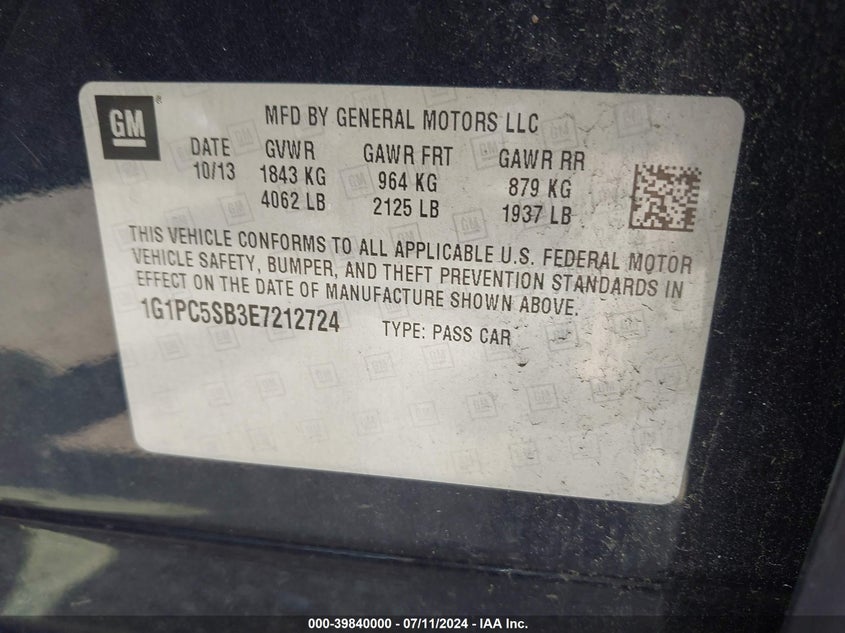 GM
MFD BY GENERAL MOTORS LLC
DATE GVWR GAWR FRT GAWR RR
10/13 1843 KG 964 KG 879 KG
4062 LB 2125 LB 1937 LB
THIS VEHICLE CONFORMS TO ALL APPLICABLE U.S. FEDERAL MOTOR
VEHICLE SAFETY, BUMPER, AND THEFT PREVENTION STANDARDS IN
EFFECT ON THE DATE OF MANUFACTURE SHOWN ABOVE.
1G1PC5SB3E7212724 TYPE: PASS CAR
000-39840000 - 07/11/2024 - IAA Inc.